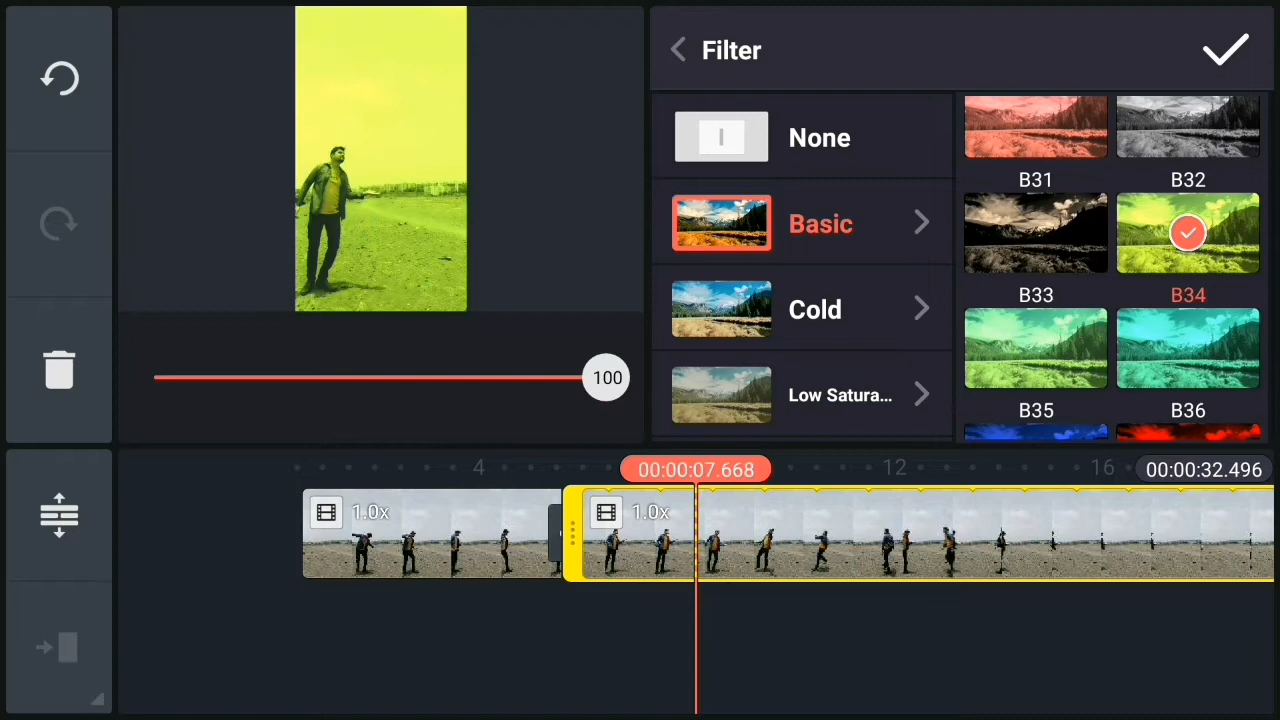 Filter
None
Basic
Cold
Low Satura...
B31
B32
B33
B34
B35
B36
100
4
00:00:07.668
12
16
00:00:32.496
1.0x
1.0x